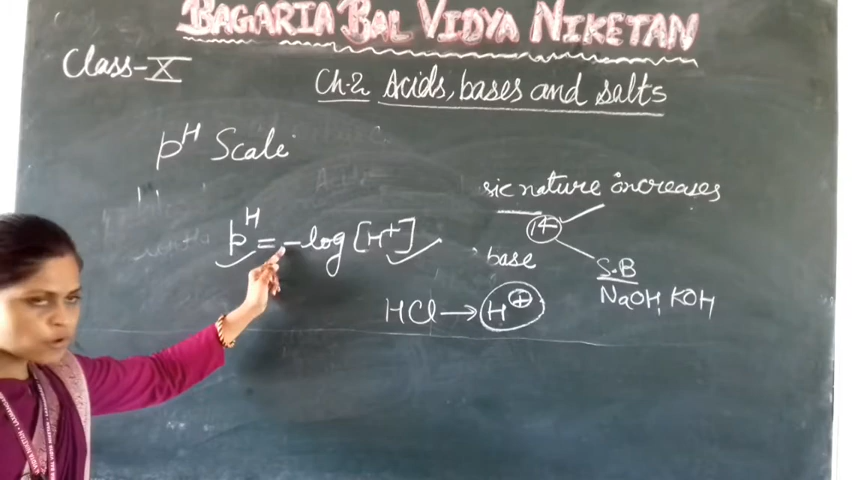 BAGARIA BAL VIDYA NIKETAN
Class-X
Ch-2 Acids, bases and salts
pH Scale
sic nature increases
pH = -log [H+]
14
base
S.B
NaOH, KOH
HCl → H⊕